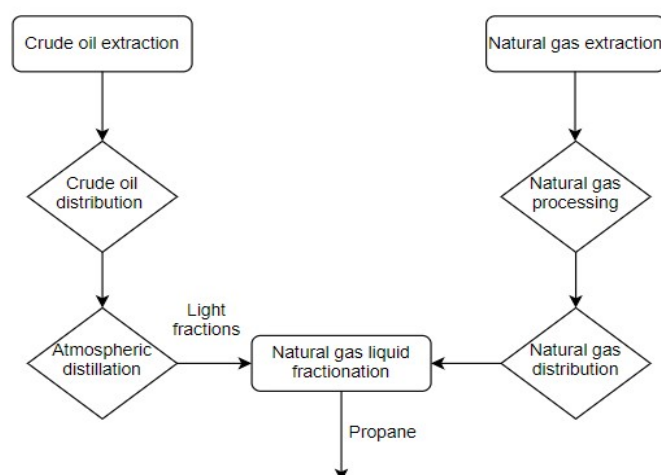 Crude oil extraction
Natural gas extraction
Crude oil
distribution
Natural gas
processing
Light
fractions
Atmospheric
distillation
Natural gas liquid
fractionation
Natural gas
distribution
Propane